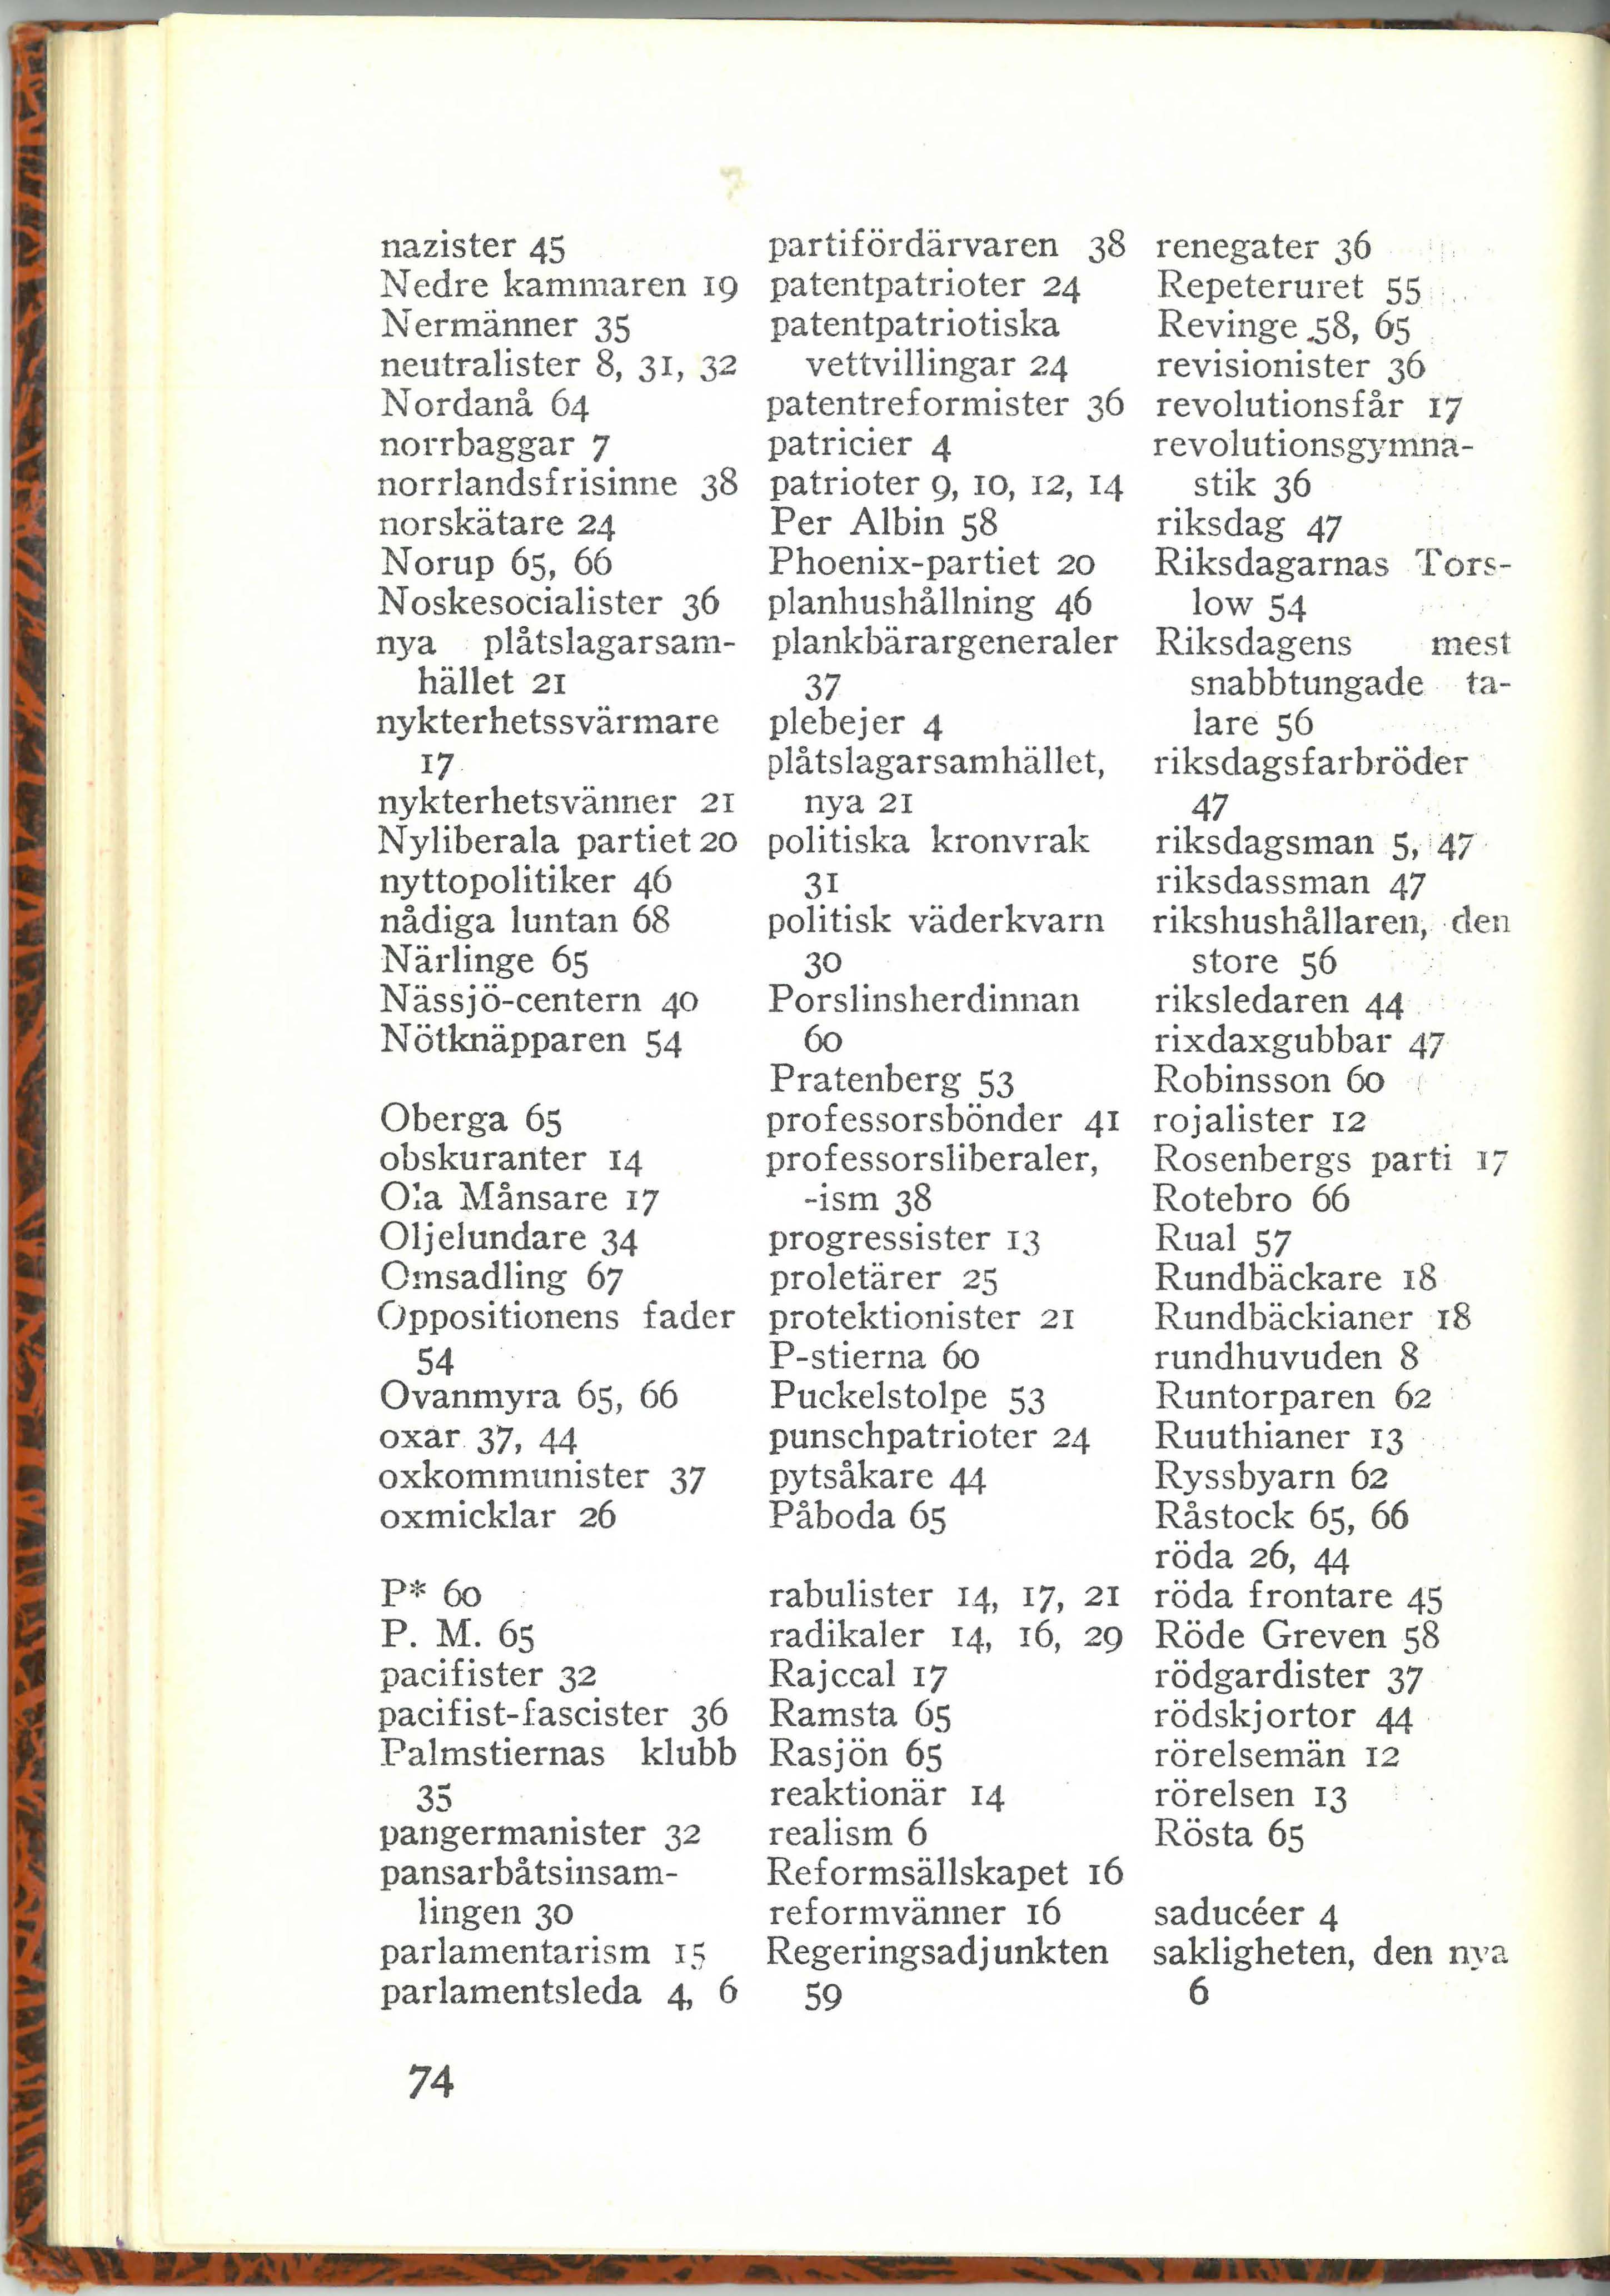 nazister 45
Nedre kammaren 19
Nermänner 35
neutralister 8, 31, 32
Nordanå 64
norrbaggar 7
norrlandsfrisinne 38
norskätare 24
Norup 65, 66
Noskesocialister 36
nya plåtslagarsam-
hället 21
nykterhetssvärmare
17
nykterhetsvänner 21
Nyliberala partiet 20
nyttopolitiker 46
nådiga luntan 68
Närlinge 65
Nässjö-centern 40
Nötknäpparen 54
Oberga 65
obskuranter 14
Ola Månsare 17
Oljelundare 34
Omsadling 67
Oppositionens fader
54
Ovanmyra 65, 66
oxar 37, 44
oxkommunister 37
oxmicklar 26
P* 60
P. M. 65
pacifister 32
pacifist-fascister 36
Palmstiernas klubb
35
pangermanister 32
pansarbåtsinsam-
lingen 30
parlamentarism 15
parlamentsleda 4, 6
partifördärvaren 38
patentpatrioter 24
patentpatriotiska
vettvillingar 24
patentreformister 36
patricier 4
patrioter 9, 10, 12, 14
Per Albin 58
Phoenix-partiet 20
planhushållning 46
plankbärargeneraler
37
plebejer 4
plåtslagarsamhället,
nya 21
politiska kronvrak
31
politisk väderkvarn
30
Porslinsherdinnan
60
Pratenberg 53
professorsbönder 41
professorsliberaler,
-ism 38
progressister 13
proletärer 25
protektionister 21
P-stierna 60
Puckelstolpe 53
punschpatrioter 24
pytsåkare 44
Påboda 65
rabulister 14, 17, 21
radikaler 14, 16, 29
Rajccal 17
Ramsta 65
Rasjön 65
reaktionär 14
realism 6
Reformsällskapet 16
reformvänner 16
Regeringsadjunkten
59
renegater 36
Repeteruret 55
Revinge 58, 65
revisionister 36
revolutionsfår 17
revolutionsgymna-
stik 36
riksdag 47
Riksdagarnas Tors-
low 54
Riksdagens mest
snabbtungade ta-
lare 56
riksdagsfarbröder
47
riksdagsman 5, 47
riksdassman 47
rikshushållaren, den
store 56
riksledaren 44
rixdaxgubbar 47
Robinsson 60
rojalister 12
Rosenbergs parti 17
Rotebro 66
Rual 57
Rundbäckare 18
Rundbäckianer 18
rundhuvuden 8
Runtorparen 62
Ruuthianer 13
Ryssbyarn 62
Råstock 65, 66
röda 26, 44
röda frontare 45
Röde Greven 58
rödgardister 37
rödskjortor 44
rörelsemän 12
rörelsen 13
Rösta 65
saducéer 4
sakligheten, den nya
6
74